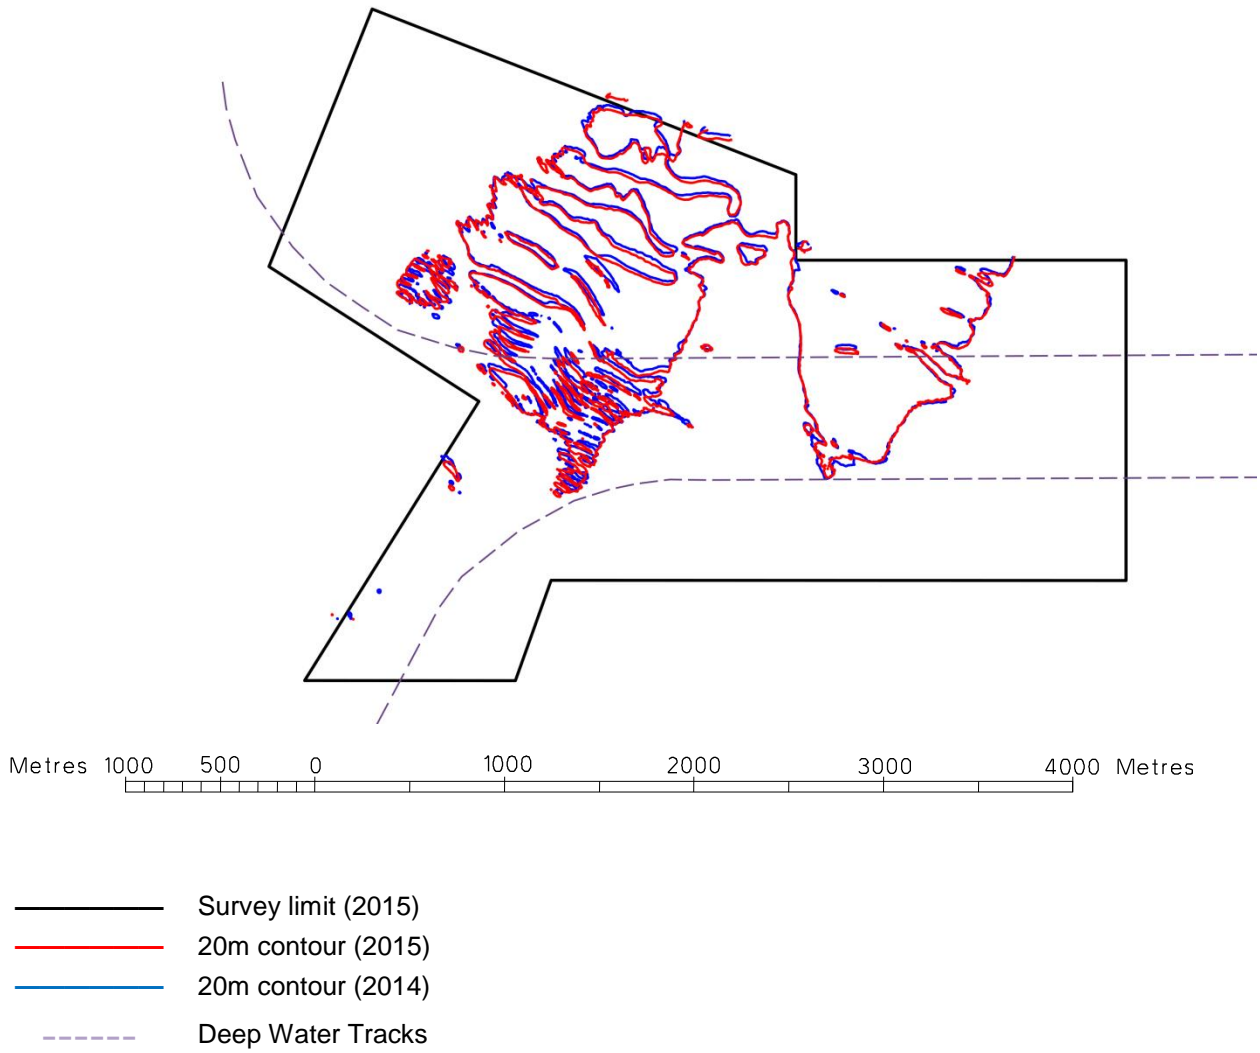 Metres 1000 500 0 1000 2000 3000 4000 Metres
Survey limit (2015)
20m contour (2015)
20m contour (2014)
Deep Water Tracks